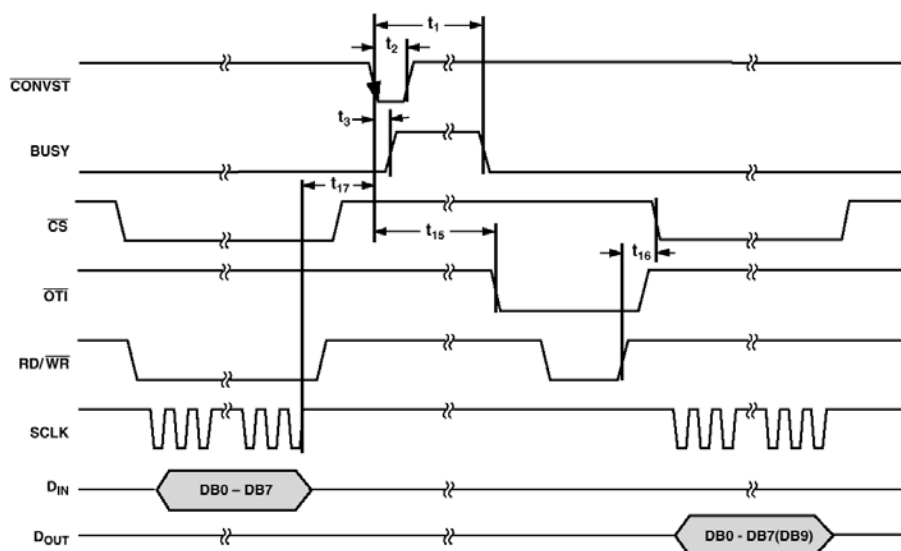 t1
t2
CONVST
t3
BUSY
t17
CS
t15
t16
OTI
RD/WR
SCLK
DIN
DB0 – DB7
DOUT
DB0 - DB7(DB9)